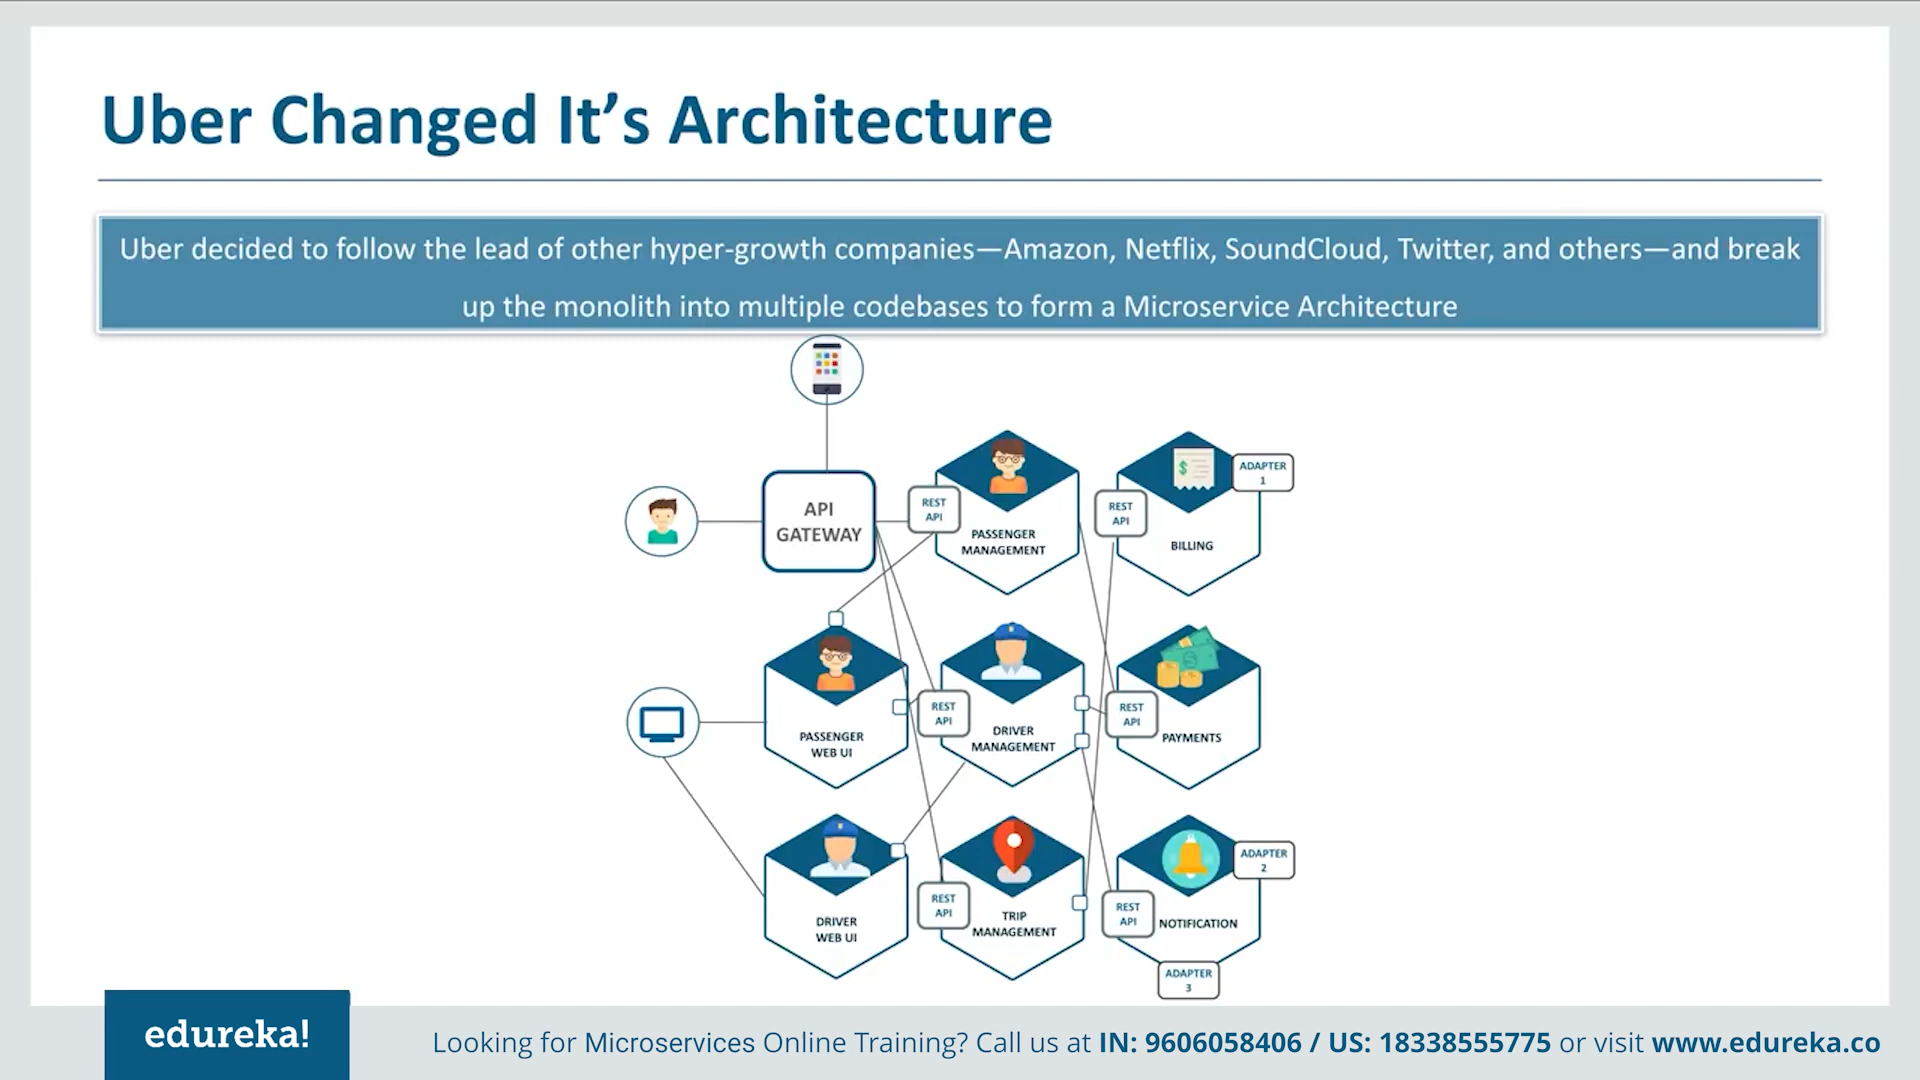 Uber Changed It’s Architecture
Uber decided to follow the lead of other hyper-growth companies—Amazon, Netflix, SoundCloud, Twitter, and others—and break
up the monolith into multiple codebases to form a Microservice Architecture
API
GATEWAY
REST
API
PASSENGER
MANAGEMENT
REST
API
BILLING
ADAPTER
1
PASSENGER
WEB UI
REST
API
DRIVER
MANAGEMENT
REST
API
PAYMENTS
DRIVER
WEB UI
REST
API
TRIP
MANAGEMENT
REST
API
NOTIFICATION
ADAPTER
2
ADAPTER
3
edureka!
Looking for Microservices Online Training? Call us at IN: 9606058406 / US: 18338555775 or visit www.edureka.co